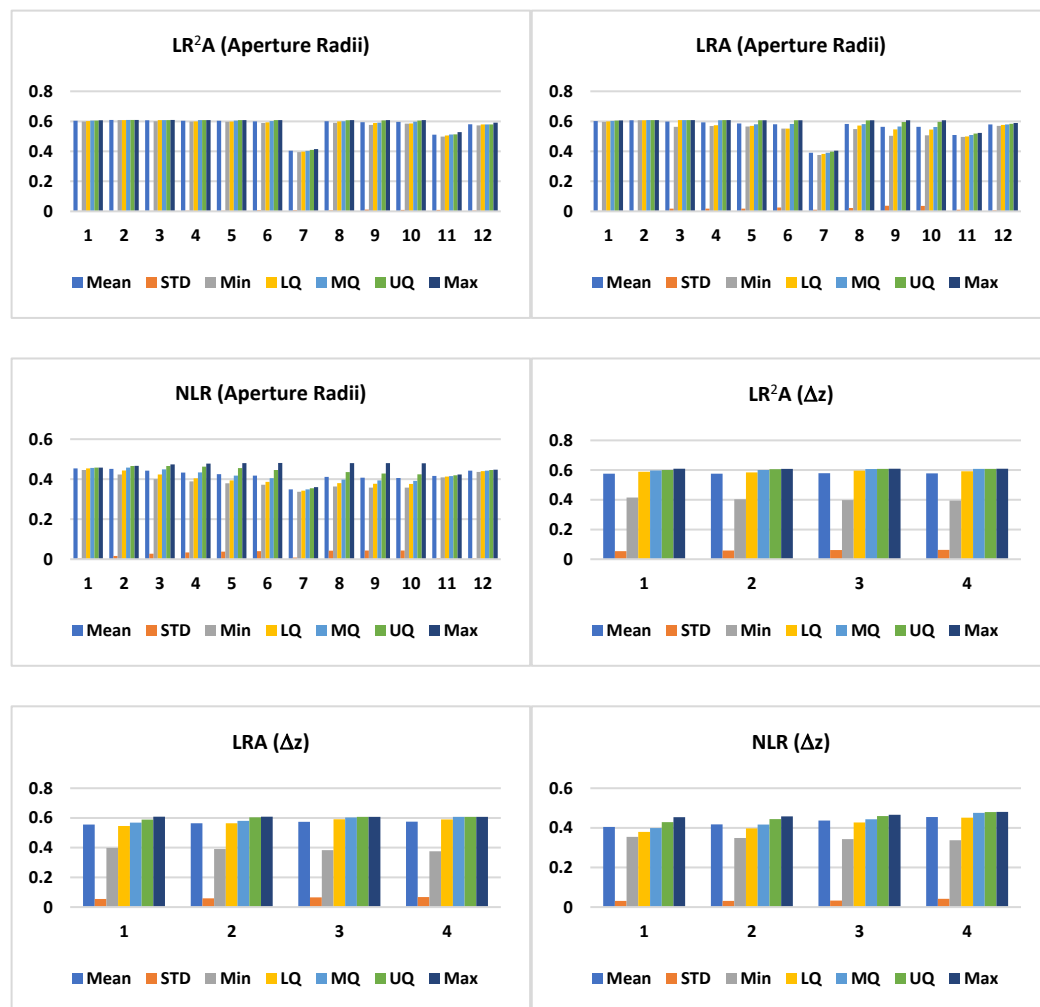 LR²A (Aperture Radii)
0.8
0.6
0.4
0.2
0
1 2 3 4 5 6 7 8 9 10 11 12
Mean STD Min LQ MQ UQ Max
LRA (Aperture Radii)
0.8
0.6
0.4
0.2
0
1 2 3 4 5 6 7 8 9 10 11 12
Mean STD Min LQ MQ UQ Max
NLR (Aperture Radii)
0.6
0.4
0.2
0
1 2 3 4 5 6 7 8 9 10 11 12
Mean STD Min LQ MQ UQ Max
LR²A (Δz)
0.8
0.6
0.4
0.2
0
1 2 3 4
Mean STD Min LQ MQ UQ Max
LRA (Δz)
0.8
0.6
0.4
0.2
0
1 2 3 4
Mean STD Min LQ MQ UQ Max
NLR (Δz)
0.6
0.4
0.2
0
1 2 3 4
Mean STD Min LQ MQ UQ Max